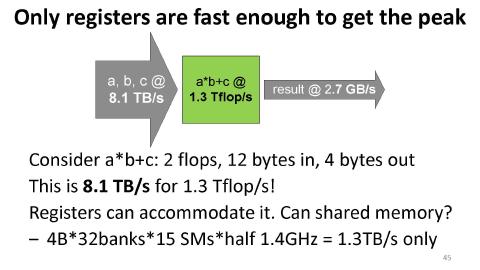 Only registers are fast enough to get the peak
a, b, c @
8.1 TB/s
a*b+c @
1.3 Tflop/s
result @ 2.7 GB/s
Consider a*b+c: 2 flops, 12 bytes in, 4 bytes out
This is 8.1 TB/s for 1.3 Tflop/s!
Registers can accommodate it. Can shared memory?
– 4B*32banks*15 SMs*half 1.4GHz = 1.3TB/s only
45